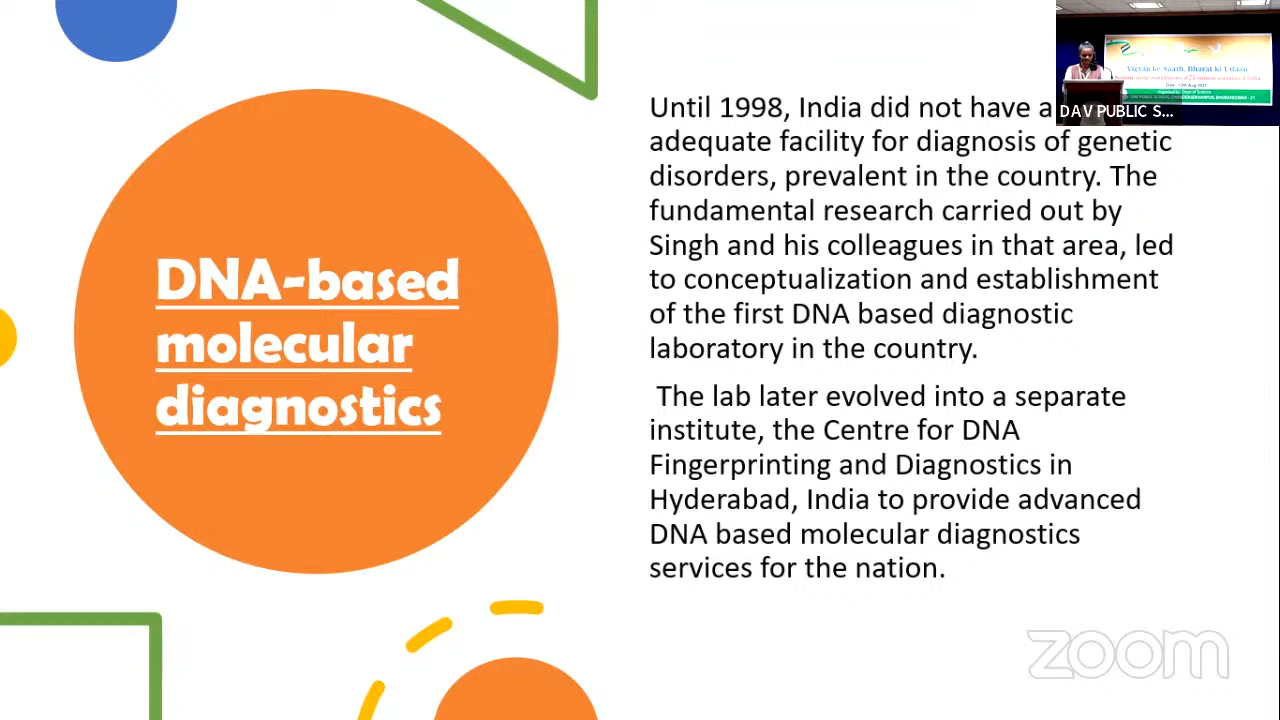 DNA-based
molecular
diagnostics
Until 1998, India did not have a
adequate facility for diagnosis of genetic
disorders, prevalent in the country. The
fundamental research carried out by
Singh and his colleagues in that area, led
to conceptualization and establishment
of the first DNA based diagnostic
laboratory in the country.
The lab later evolved into a separate
institute, the Centre for DNA
Fingerprinting and Diagnostics in
Hyderabad, India to provide advanced
DNA based molecular diagnostics
services for the nation.
Vigyan ke Saath, Bharat ki Udaan
DAV PUBLIC S...
zoom